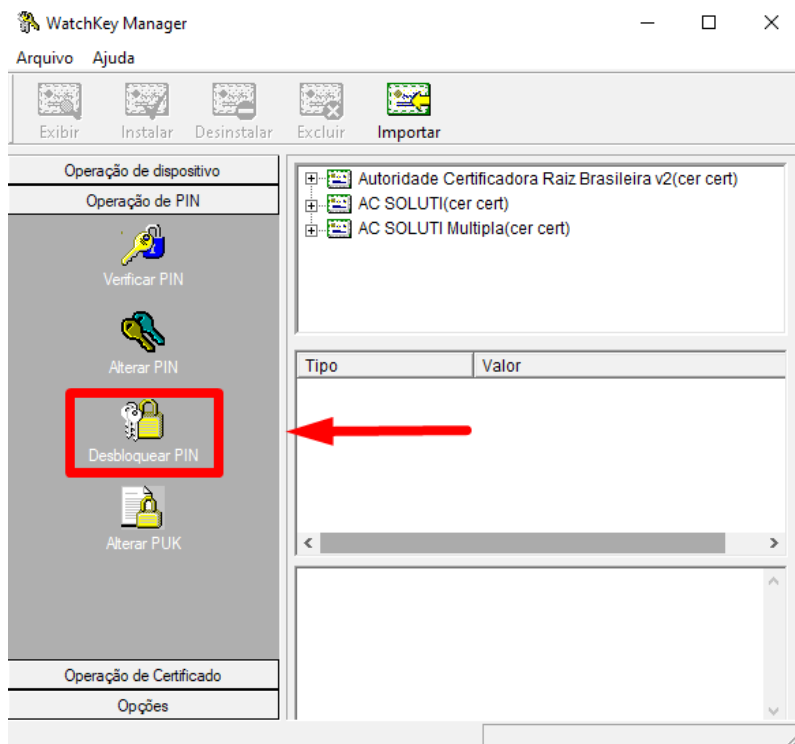 WatchKey Manager
Arquivo Ajuda
Exibir Instalar Desinstalar Excluir Importar
Operação de dispositivo
Operação de PIN
Verificar PIN
Alterar PIN
Desbloquear PIN
Alterar PUK
Operação de Certificado
Opções
Autoridade Certificadora Raiz Brasileira v2(cer cert)
AC SOLUTI(cer cert)
AC SOLUTI Multipla(cer cert)
Tipo Valor